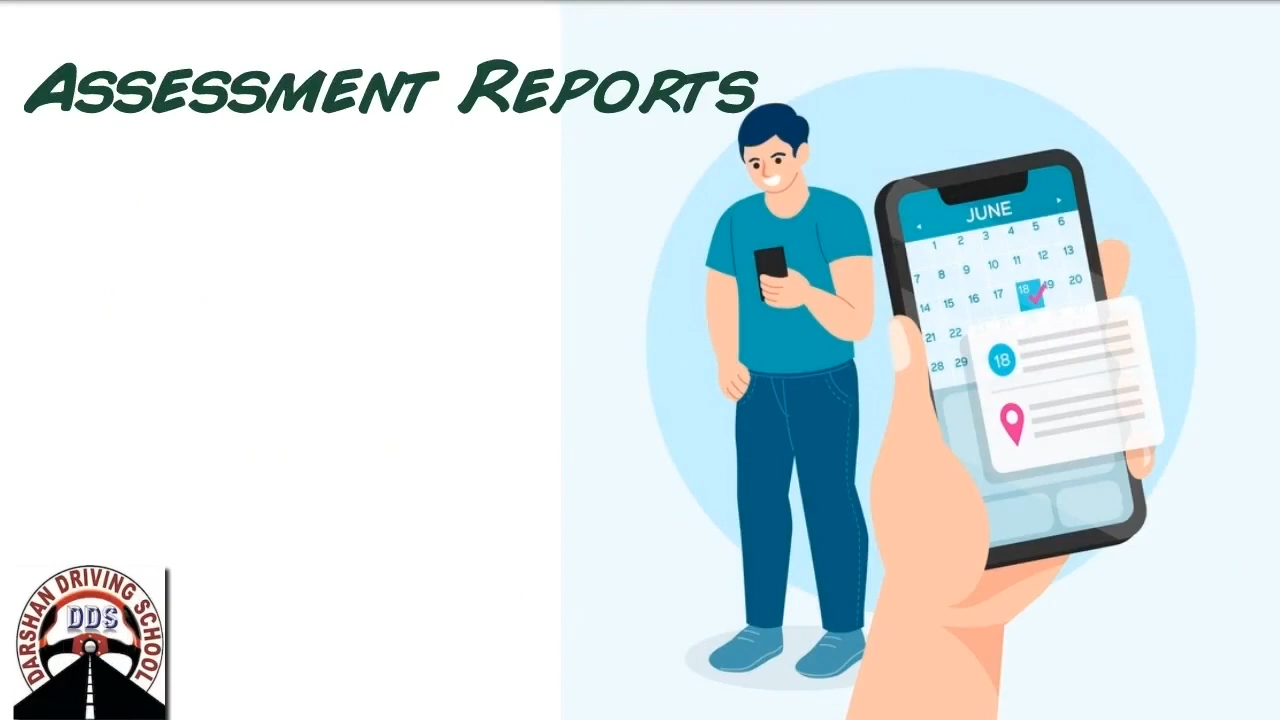 Assessment Reports
JUNE
1 2 3 4 5 6
7 8 9 10 11 12 13
14 15 16 17 18 19 20
21 22
28 29
18
DARSHAN DRIVING SCHOOL
DDS